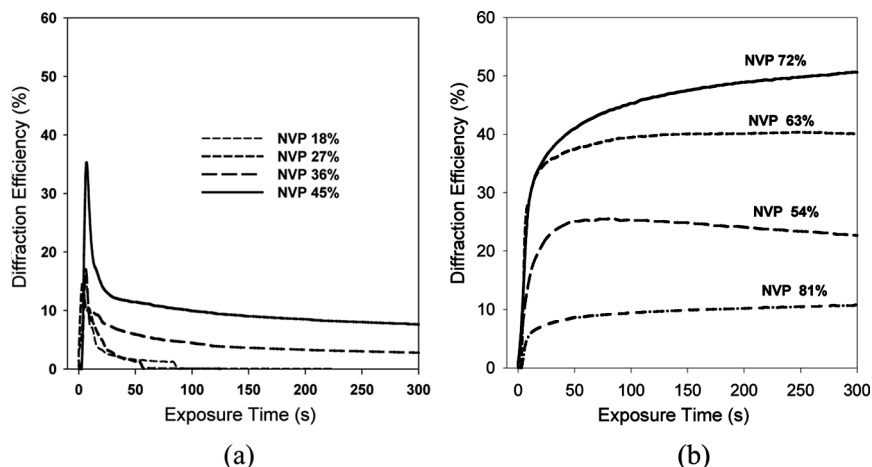 60
50
40
30
20
10
0
Diffraction Efficiency (%)
NVP 18%
NVP 27%
NVP 36%
NVP 45%
0 50 100 150 200 250 300
Exposure Time (s)
(a)
60
50
40
30
20
10
0
Diffraction Efficiency (%)
NVP 72%
NVP 63%
NVP 54%
NVP 81%
0 50 100 150 200 250 300
Exposure Time (s)
(b)